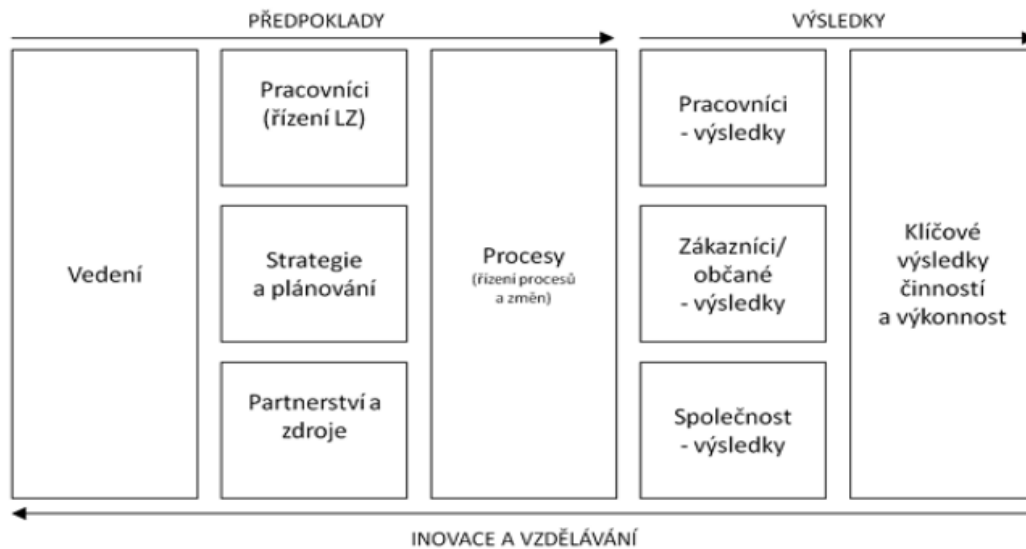 PŘEDPOKLADY
VÝSLEDKY
Vedení
Pracovníci
(řízení LZ)
Strategie
a plánování
Partnerství a
zdroje
Procesy
(řízení procesů
a změn)
Pracovníci
- výsledky
Zákazníci/
občané
- výsledky
Společnost
- výsledky
Klíčové
výsledky
činností
a výkonnost
INOVACE A VZDĚLÁVÁNÍ